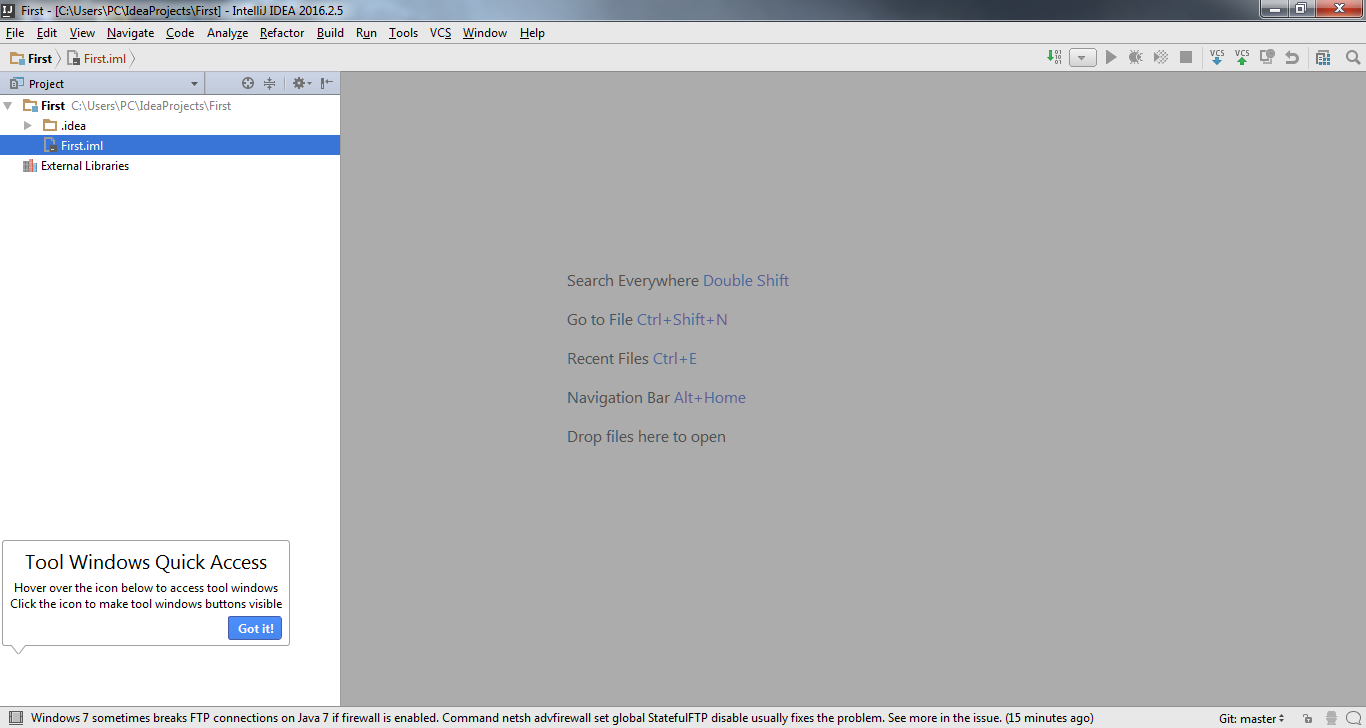 First - [C:\Users\PC\IdeaProjects\First] - IntelliJ IDEA 2016.2.5
File Edit View Navigate Code Analyze Refactor Build Run Tools VCS Window Help
First First.iml
VCS VCS
Project
First C:\Users\PC\IdeaProjects\First
.idea
First.iml
External Libraries
Search Everywhere Double Shift
Go to File Ctrl+Shift+N
Recent Files Ctrl+E
Navigation Bar Alt+Home
Drop files here to open
Tool Windows Quick Access
Hover over the icon below to access tool windows
Click the icon to make tool windows buttons visible
Got it!
Windows 7 sometimes breaks FTP connections on Java 7 if firewall is enabled. Command netsh advfirewall set global StatefulFTP disable usually fixes the problem. See more in the issue. (15 minutes ago) Git: master